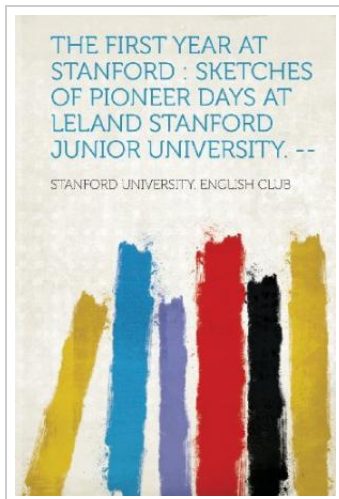 THE FIRST YEAR AT
STANFORD : SKETCHES
OF PIONEER DAYS AT
LELAND STANFORD
JUNIOR UNIVERSITY. --
STANFORD UNIVERSITY. ENGLISH CLUB